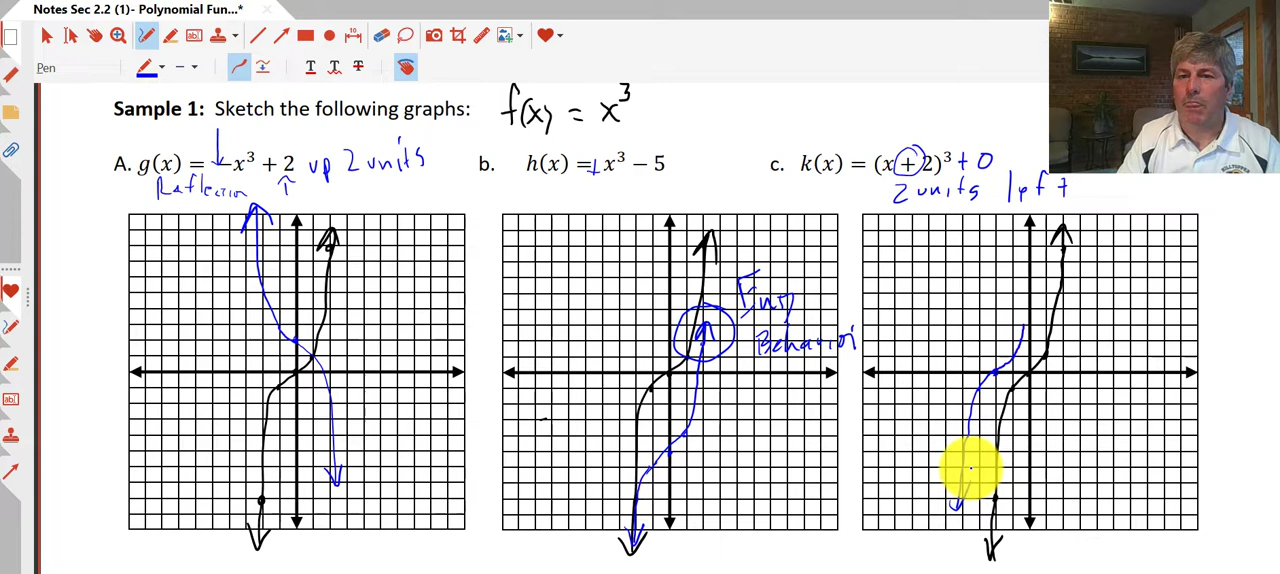 Notes Sec 2.2 (1)- Polynomial Fun...*
Pen
Sample 1: Sketch the following graphs: f(x) = x³
A. g(x) = −x³ + 2 up 2 units
Reflection ↑
b. h(x) = +x³ − 5
c. k(x) = (x + 2)³ + 0
2 units left
End
Behavior